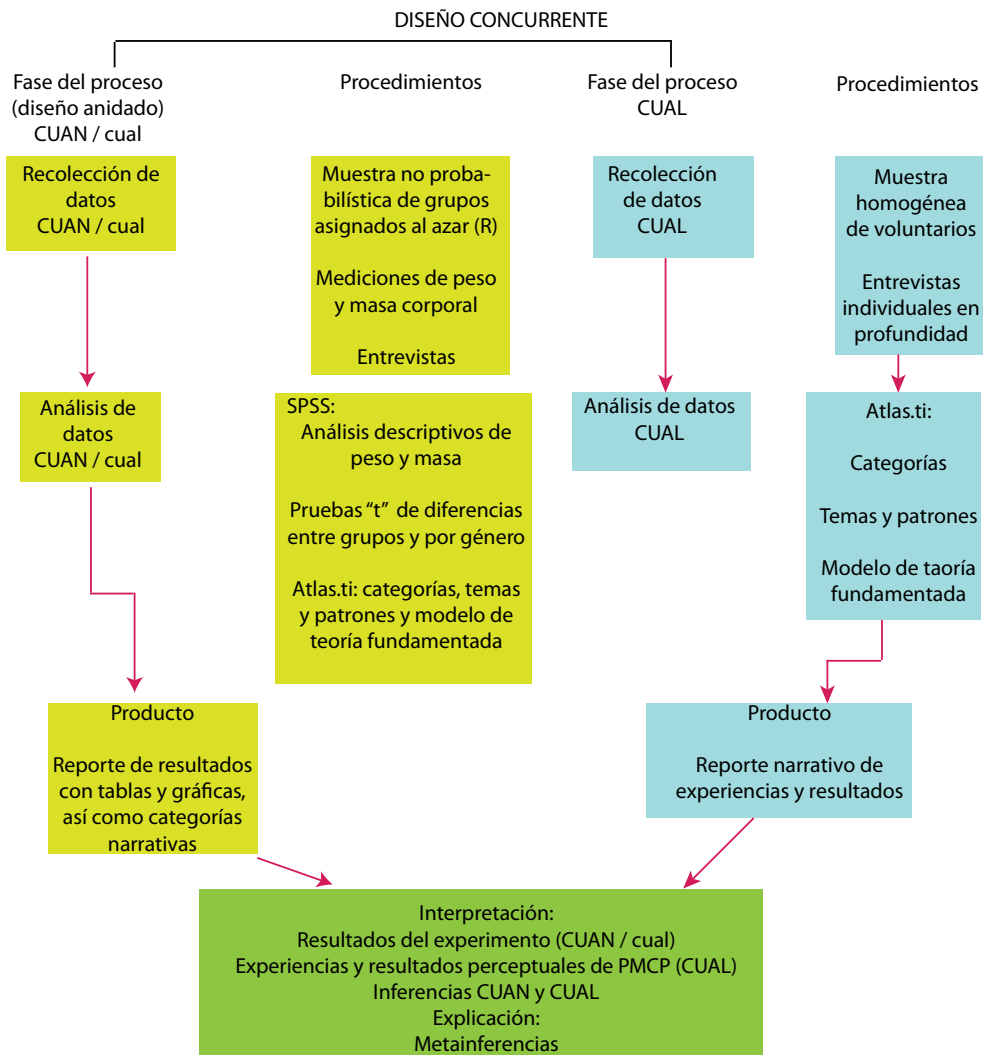 DISEÑO CONCURRENTE
Fase del proceso
(diseño anidado)
CUAN / cual
Procedimientos
Fase del proceso
CUAL
Procedimientos
Recolección de
datos
CUAN / cual
Muestra no proba-
bilística de grupos
asignados al azar (R)
Mediciones de peso
y masa corporal
Entrevistas
Recolección
de datos
CUAL
Muestra
homogénea
de voluntarios
Entrevistas
individuales en
profundidad
Análisis de
datos
CUAN / cual
SPSS:
Análisis descriptivos de
peso y masa
Pruebas “t” de diferencias
entre grupos y por género
Atlas.ti: categorías, temas
y patrones y modelo de
teoría fundamentada
Análisis de datos
CUAL
Atlas.ti:
Categorías
Temas y patrones
Modelo de taoría
fundamentada
Producto
Reporte de resultados
con tablas y gráficas,
así como categorías
narrativas
Producto
Reporte narrativo de
experiencias y resultados
Interpretación:
Resultados del experimento (CUAN / cual)
Experiencias y resultados perceptuales de PMCP (CUAL)
Inferencias CUAN y CUAL
Explicación:
Metainferencias